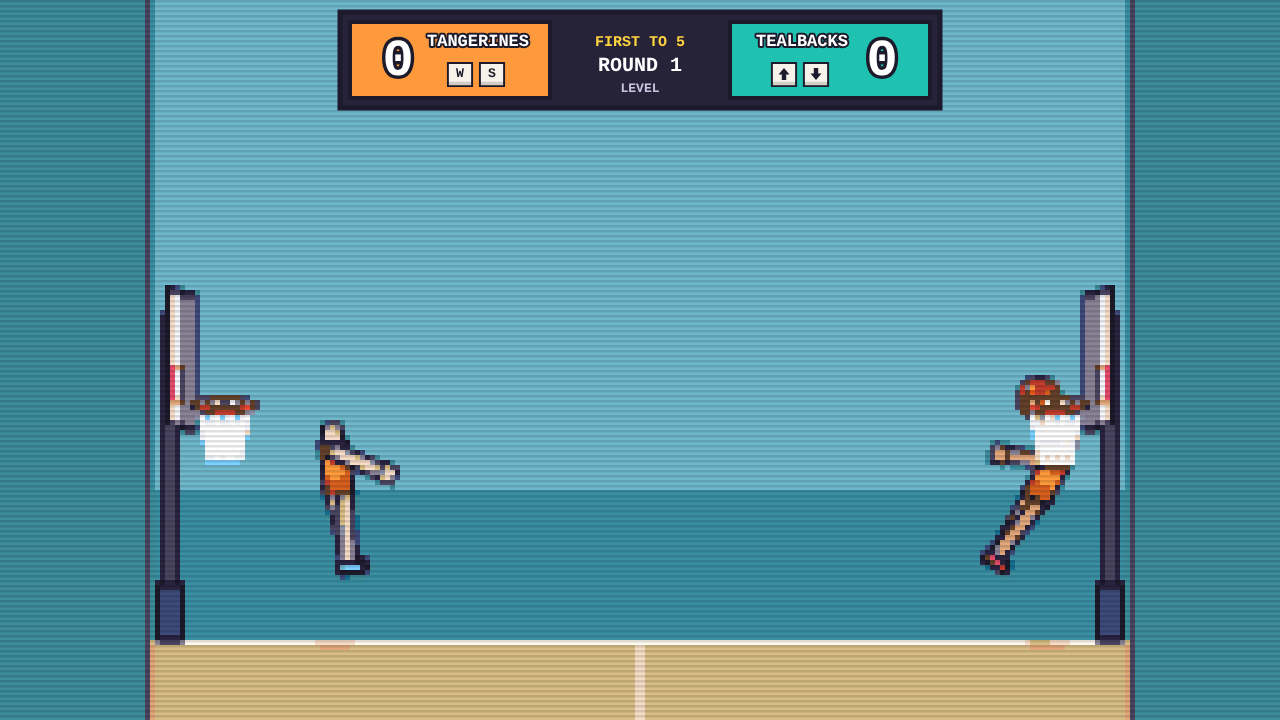 0 TANGERINES
W S
FIRST TO 5
ROUND 1
LEVEL
TEALBACKS 0